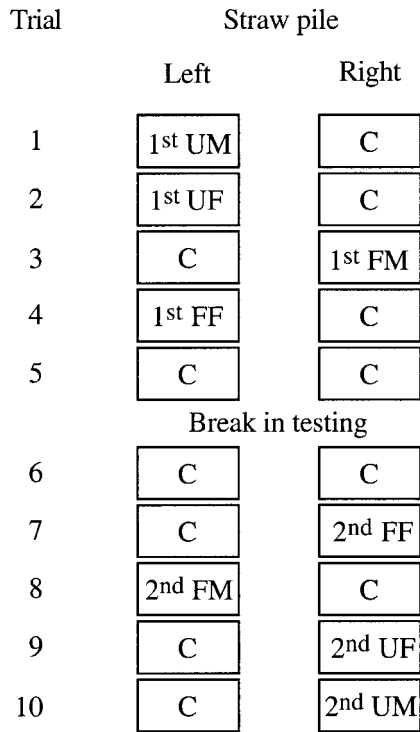 Trial Straw pile
Left Right
1 1st UM C
2 1st UF C
3 C 1st FM
4 1st FF C
5 C C
Break in testing
6 C C
7 C 2nd FF
8 2nd FM C
9 C 2nd UF
10 C 2nd UM